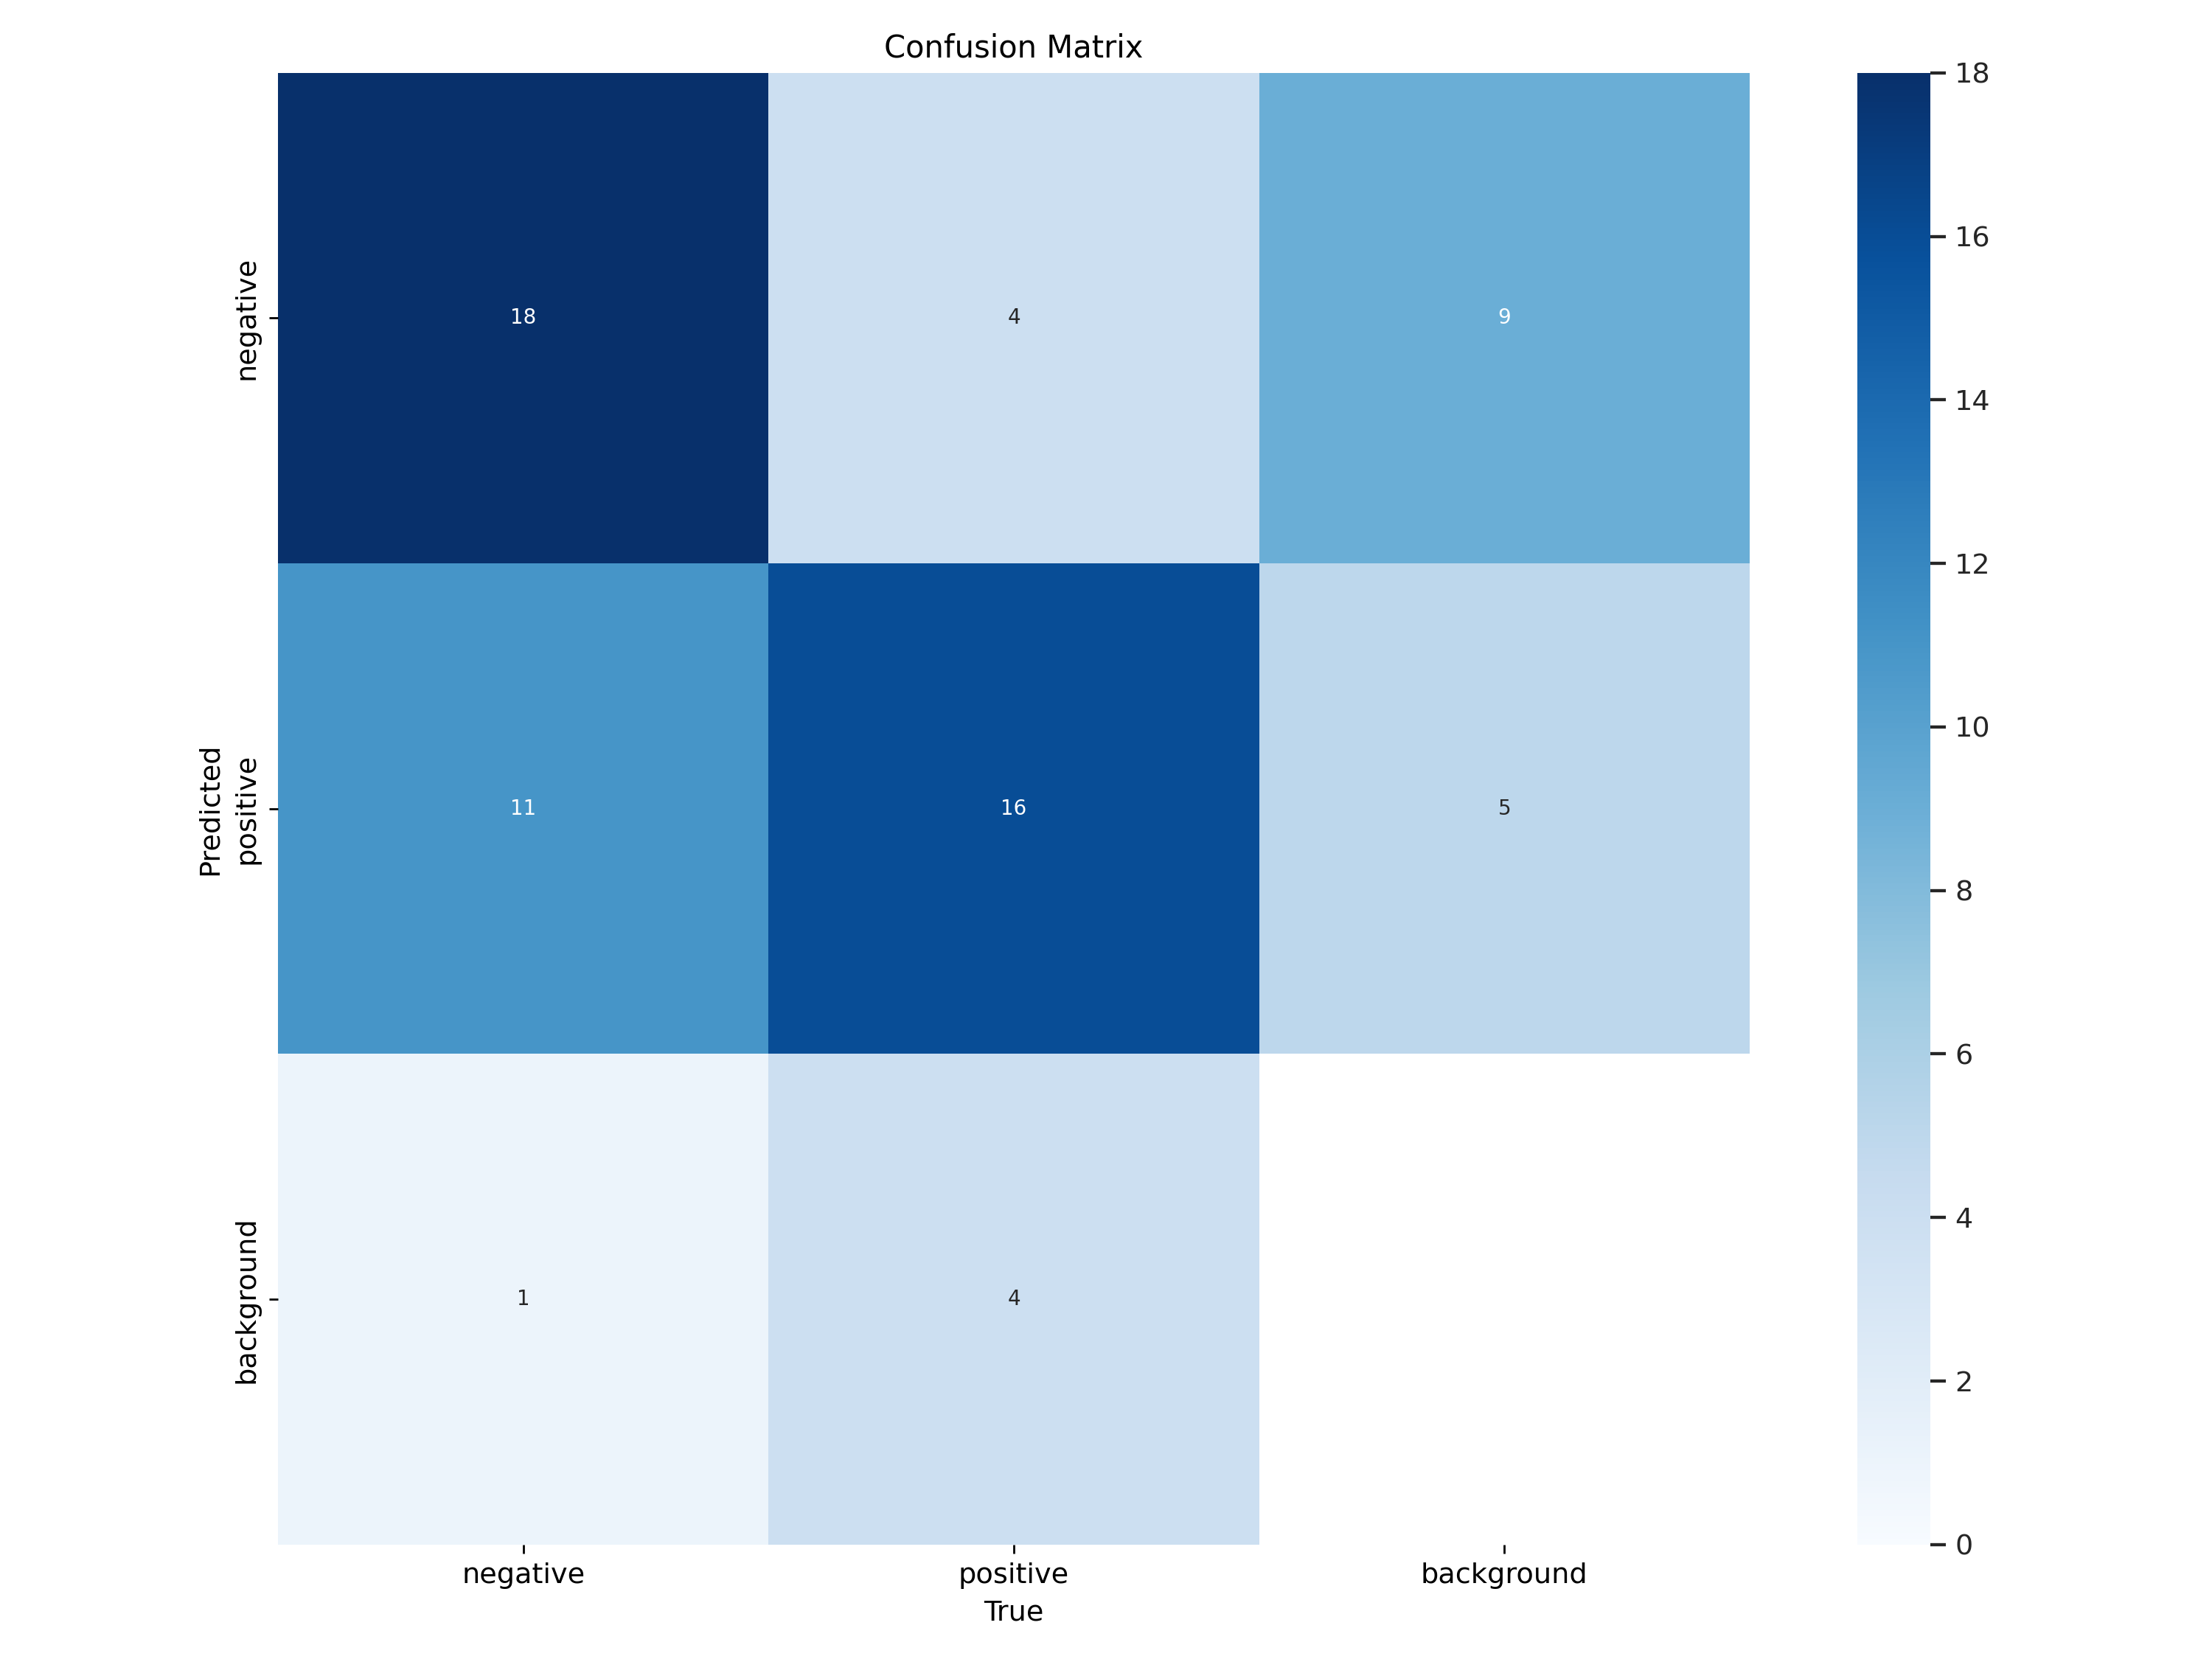 Confusion Matrix
18
16
14
12
10
8
6
4
2
0
Predicted
negative
18 4 9
positive
11 16 5
background
1 4
negative positive background
True